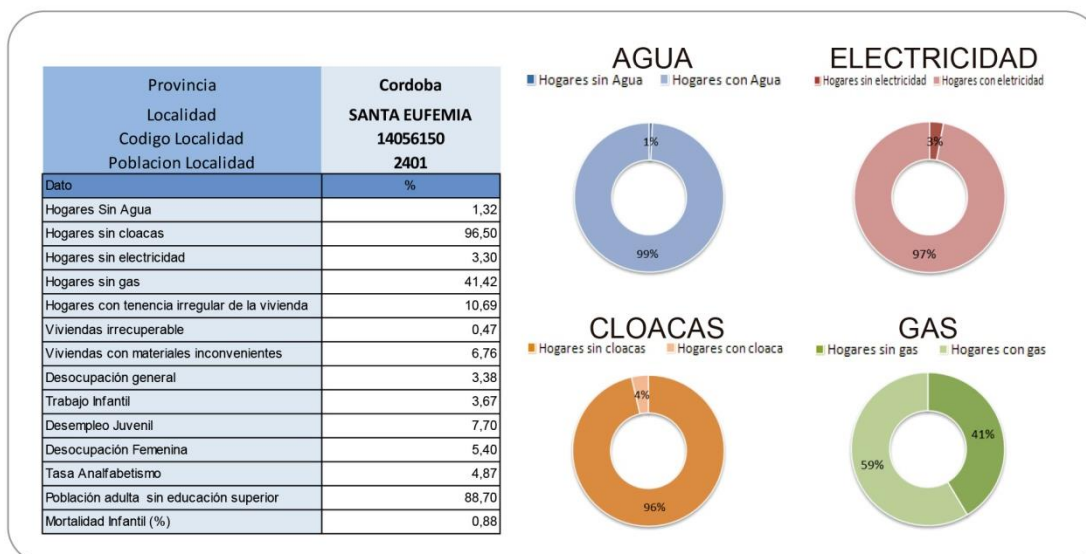 Provincia Cordoba
Localidad SANTA EUFEMIA
Codigo Localidad 14056150
Poblacion Localidad 2401
Dato %
Hogares Sin Agua 1,32
Hogares sin cloacas 96,50
Hogares sin electricidad 3,30
Hogares sin gas 41,42
Hogares con tenencia irregular de la vivienda 10,69
Viviendas irrecuperable 0,47
Viviendas con materiales inconvenientes 6,76
Desocupación general 3,38
Trabajo Infantil 3,67
Desempleo Juvenil 7,70
Desocupación Femenina 5,40
Tasa Analfabetismo 4,87
Población adulta sin educación superior 88,70
Mortalidad Infantil (%) 0,88
AGUA
Hogares sin Agua Hogares con Agua
1%
99%
ELECTRICIDAD
Hogares sin electricidad Hogares con eletricidad
3%
97%
CLOACAS
Hogares sin cloacas Hogares con cloaca
4%
96%
GAS
Hogares sin gas Hogares con gas
41%
59%